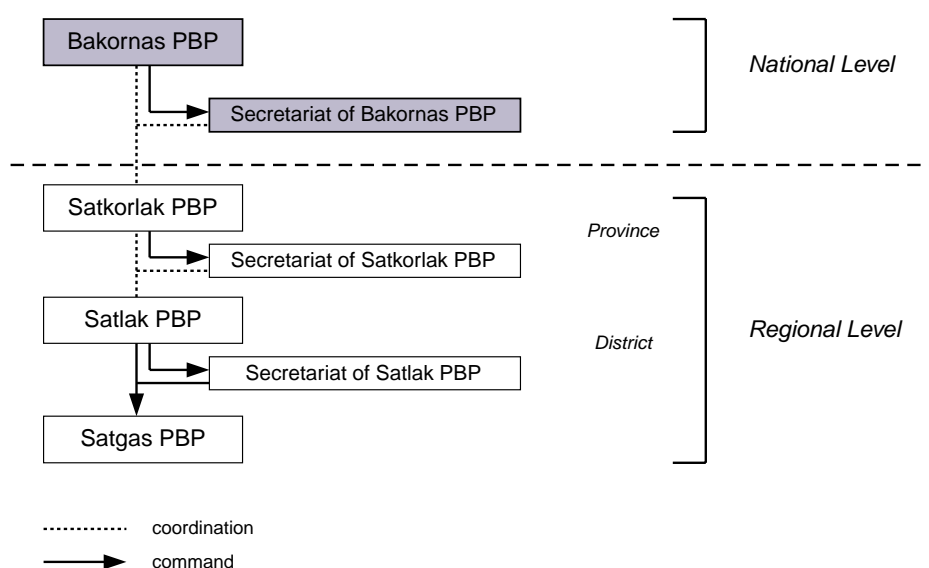 Bakornas PBP
National Level
Secretariat of Bakornas PBP
Satkorlak PBP
Province
Secretariat of Satkorlak PBP
Satlak PBP
District
Regional Level
Secretariat of Satlak PBP
Satgas PBP
coordination
command